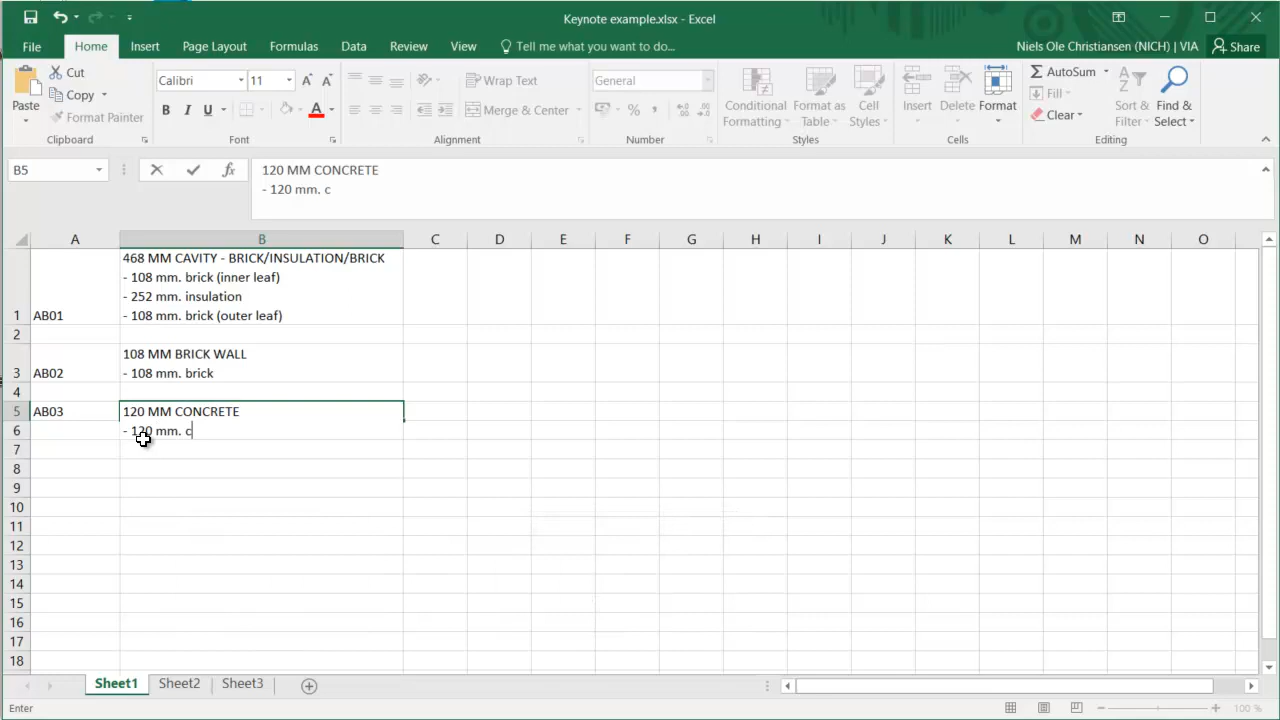 Keynote example.xlsx - Excel
File Home Insert Page Layout Formulas Data Review View Tell me what you want to do... Niels Ole Christiansen (NICH) | VIA Share
Paste
Cut
Copy
Format Painter
Clipboard
Calibri 11
B I U A
Font
Wrap Text
Merge & Center
Alignment
General
%
Number
Conditional Formatting
Format as Table
Cell Styles
Styles
Insert Delete Format
Cells
AutoSum
Fill
Clear
Sort & Filter
Find & Select
Editing
B5 fx 120 MM CONCRETE
- 120 mm. c
A B C D E F G H I J K L M N O
468 MM CAVITY - BRICK/INSULATION/BRICK
- 108 mm. brick (inner leaf)
- 252 mm. insulation
1 AB01 - 108 mm. brick (outer leaf)
2
108 MM BRICK WALL
3 AB02 - 108 mm. brick
4
5 AB03 120 MM CONCRETE
6 - 120 mm. c
7
8
9
10
11
12
13
14
15
16
17
18
Sheet1 Sheet2 Sheet3
Enter 100 %